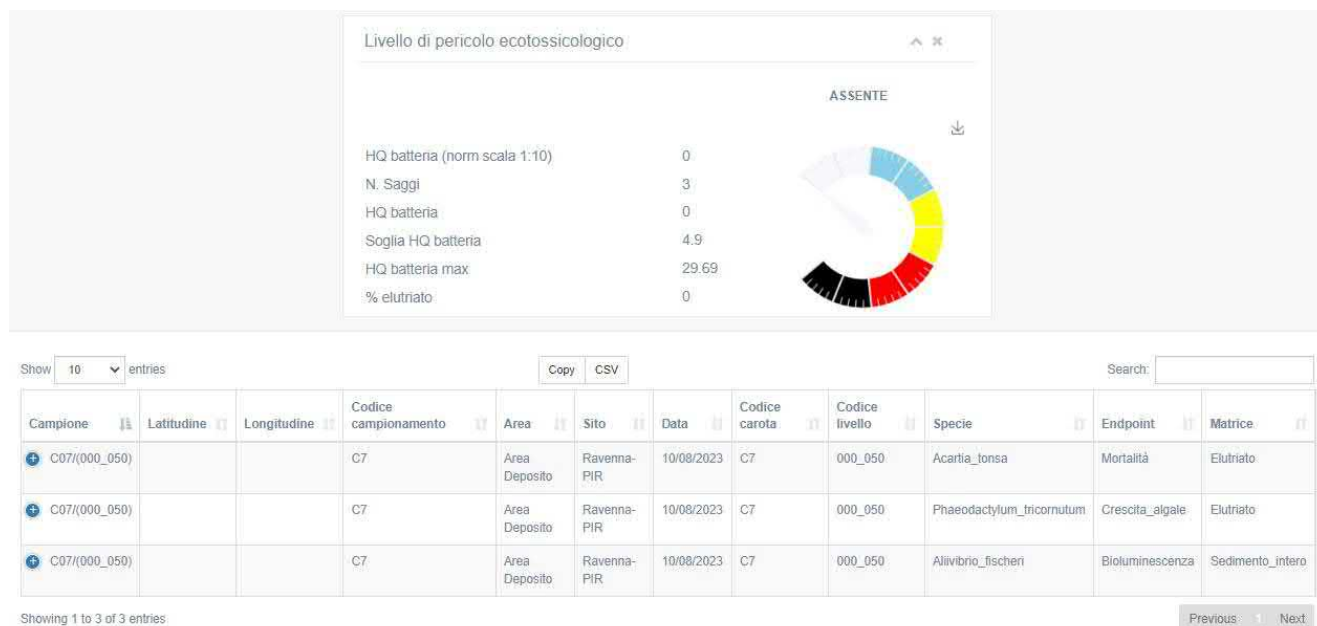 Livello di pericolo ecotossicologico
ASSENTE
HQ batteria (norm scala 1:10) 0
N. Saggi 3
HQ batteria 0
Soglia HQ batteria 4.9
HQ batteria max 29.69
% elutriato 0
Show 10 entries Copy CSV Search:
Campione Latitudine Longitudine Codice campionamento Area Sito Data Codice carota Codice livello Specie Endpoint Matrice
C07/(000_050) C7 Area Deposito Ravenna-PIR 10/08/2023 C7 000_050 Acartia_tonsa Mortalità Elutriato
C07/(000_050) C7 Area Deposito Ravenna-PIR 10/08/2023 C7 000_050 Phaeodactylum_tricornutum Crescita_algale Elutriato
C07/(000_050) C7 Area Deposito Ravenna-PIR 10/08/2023 C7 000_050 Aliivibrio_fischeri Bioluminescenza Sedimento_intero
Showing 1 to 3 of 3 entries Previous 1 Next